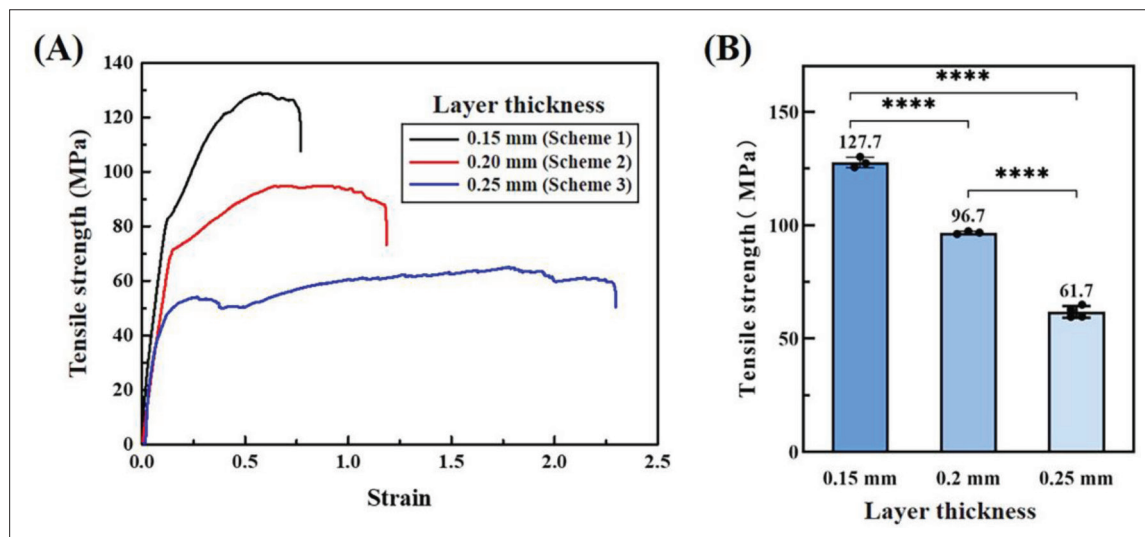 (A)
Tensile strength (MPa)
140
120
100
80
60
40
20
0
0.0
0.5
1.0
1.5
2.0
2.5
Strain
Layer thickness
0.15 mm (Scheme 1)
0.20 mm (Scheme 2)
0.25 mm (Scheme 3)
(B)
Tensile strength( MPa)
150
100
50
0
****
****
****
127.7
96.7
61.7
0.15 mm
0.2 mm
0.25 mm
Layer thickness